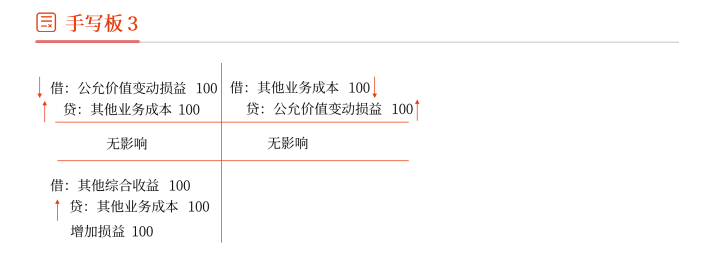 手写板 3
借：公允价值变动损益 100 借：其他业务成本 100
贷：其他业务成本 100 贷：公允价值变动损益 100
无影响 无影响
借：其他综合收益 100
贷：其他业务成本 100
增加损益 100